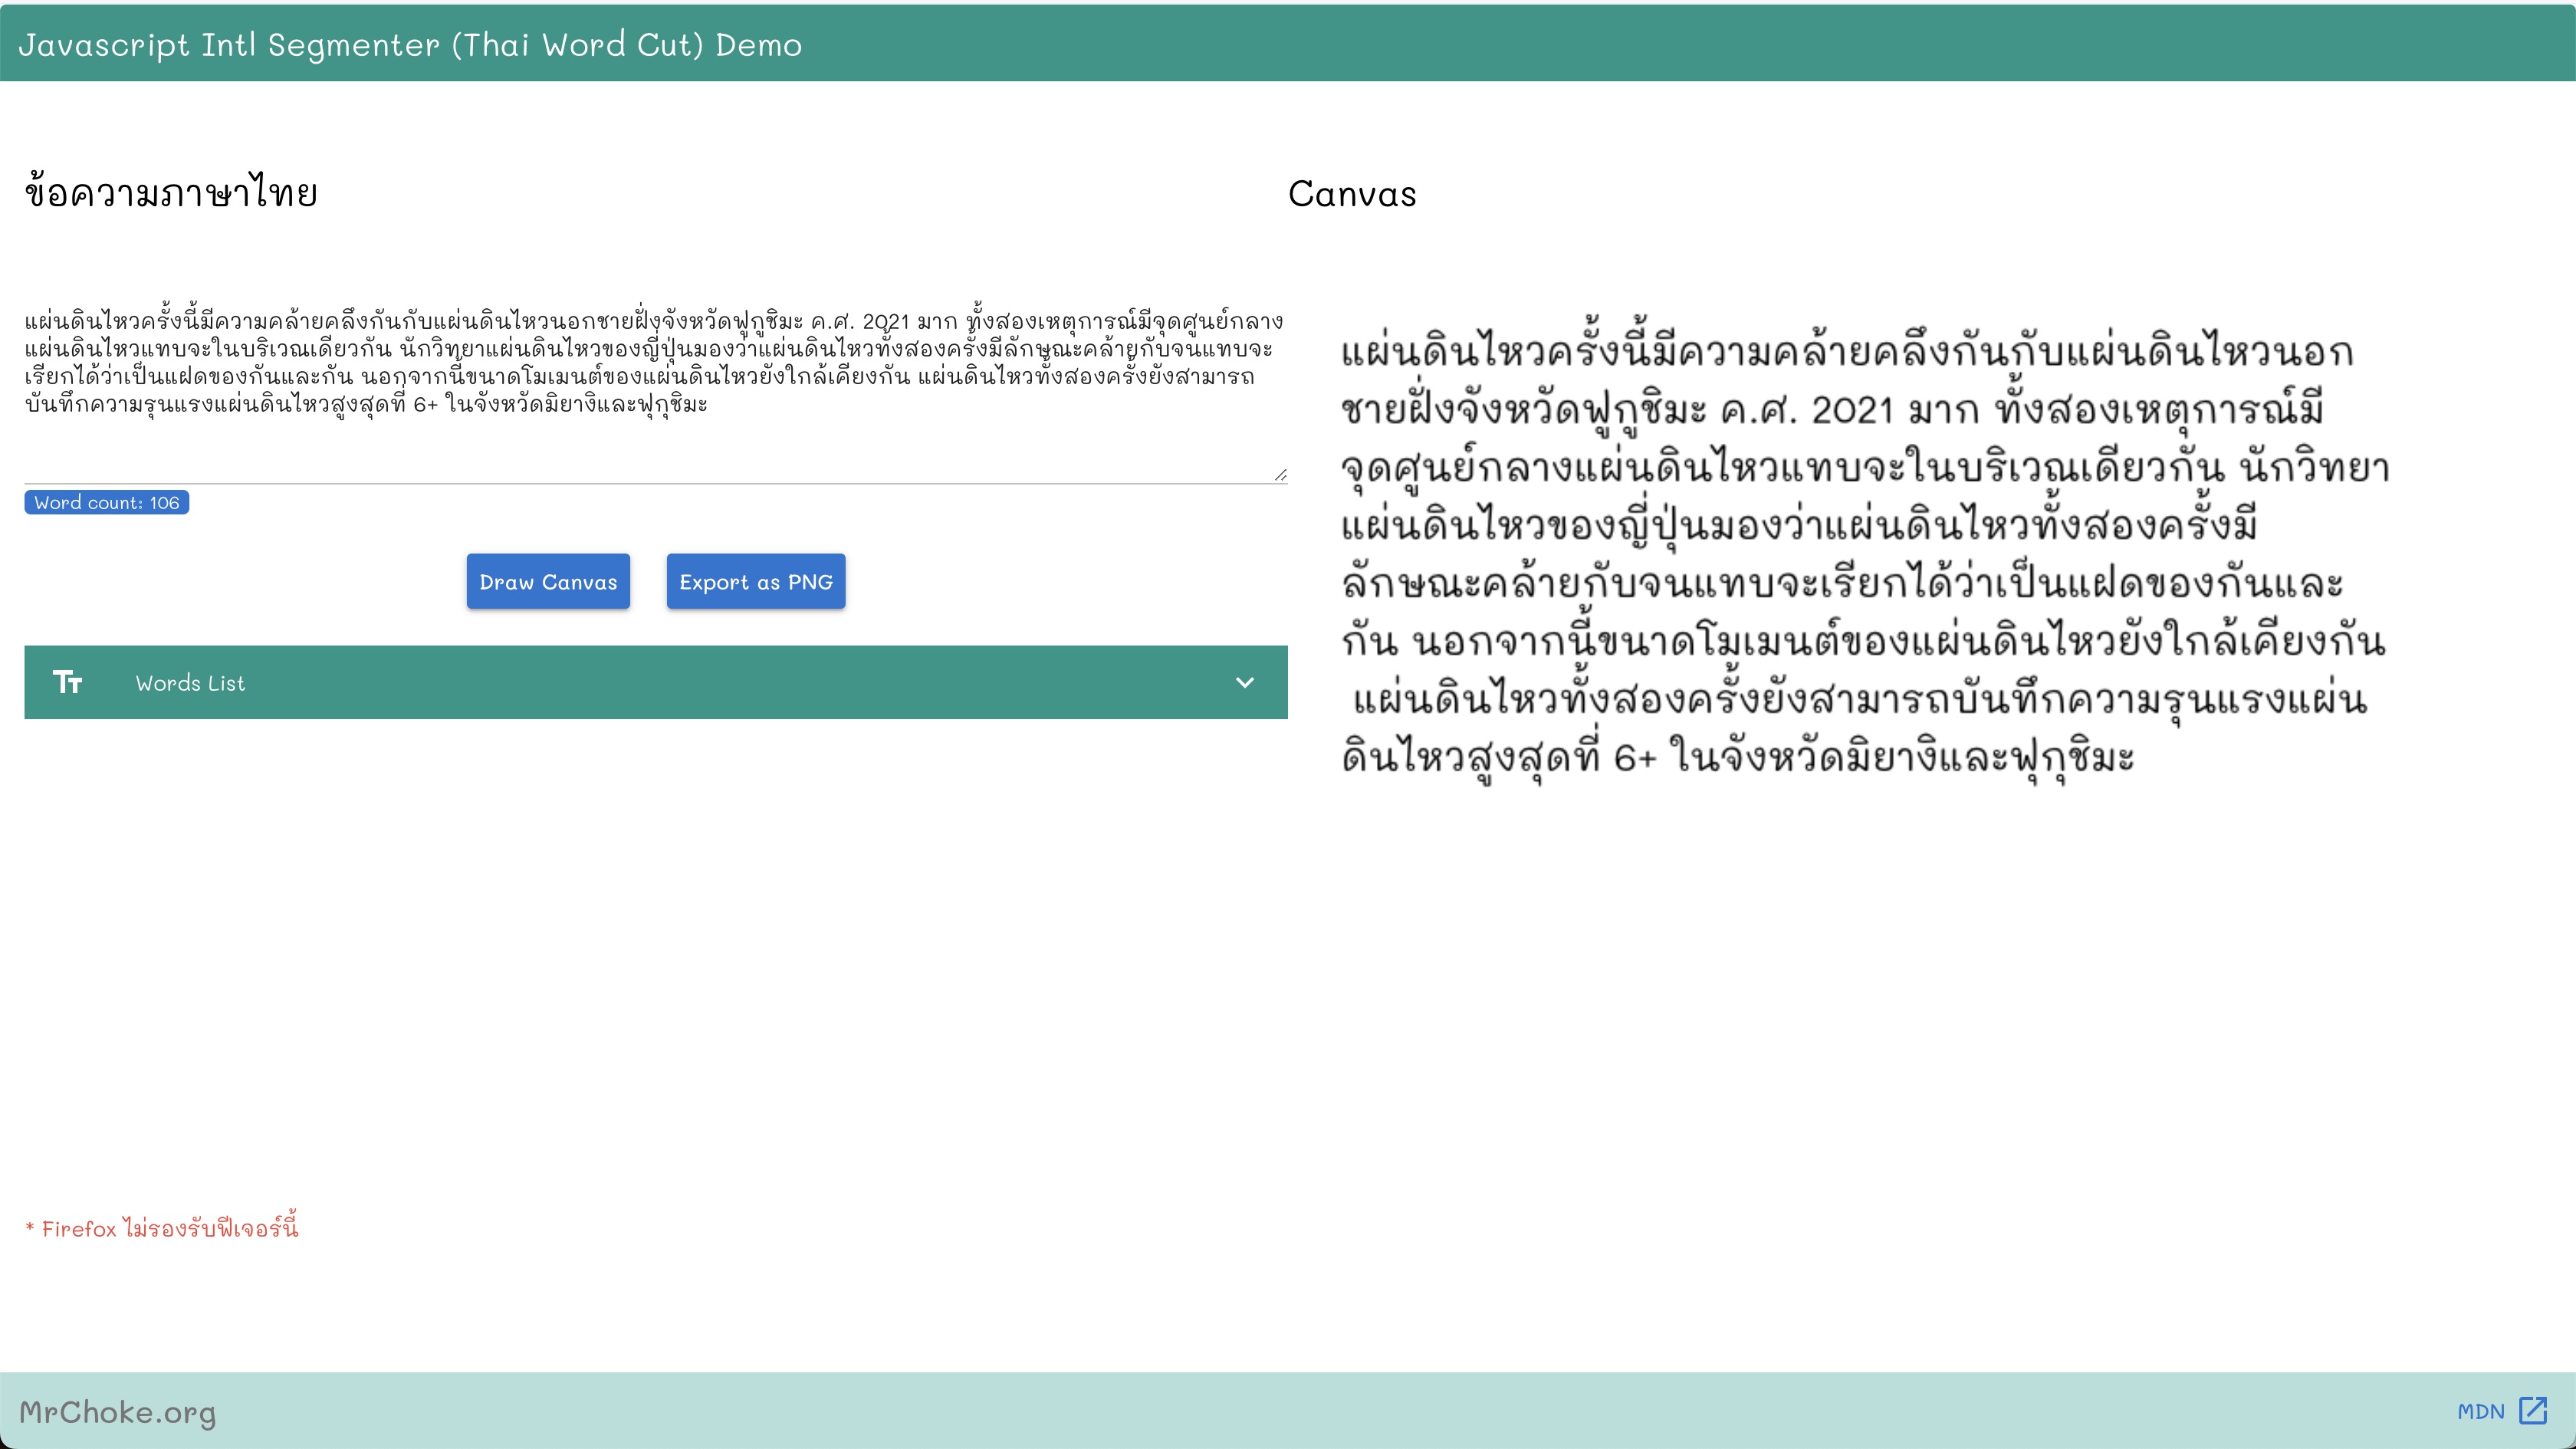 Javascript Intl Segmenter (Thai Word Cut) Demo
ข้อความภาษาไทย
แผ่นดินไหวครั้งนี้มีความคล้ายคลึงกันกับแผ่นดินไหวนอกชายฝั่งจังหวัดฟูกูชิมะ ค.ศ. 2021 มาก ทั้งสองเหตุการณ์มีจุดศูนย์กลาง
แผ่นดินไหวแทบจะในบริเวณเดียวกัน นักวิทยาแผ่นดินไหวของญี่ปุ่นมองว่าแผ่นดินไหวทั้งสองครั้งมีลักษณะคล้ายกับจนแทบจะ
เรียกได้ว่าเป็นแฝดของกันและกัน นอกจากนี้ขนาดโมเมนต์ของแผ่นดินไหวยังใกล้เคียงกัน แผ่นดินไหวทั้งสองครั้งยังสามารถ
บันทึกความรุนแรงแผ่นดินไหวสูงสุดที่ 6+ ในจังหวัดมิยางิและฟุกุชิมะ
Word count: 106
Draw Canvas
Export as PNG
Words List
* Firefox ไม่รองรับฟีเจอร์นี้
Canvas
แผ่นดินไหวครั้งนี้มีความคล้ายคลึงกันกับแผ่นดินไหวนอก
ชายฝั่งจังหวัดฟูกูชิมะ ค.ศ. 2021 มาก ทั้งสองเหตุการณ์มี
จุดศูนย์กลางแผ่นดินไหวแทบจะในบริเวณเดียวกัน นักวิทยา
แผ่นดินไหวของญี่ปุ่นมองว่าแผ่นดินไหวทั้งสองครั้งมี
ลักษณะคล้ายกับจนแทบจะเรียกได้ว่าเป็นแฝดของกันและ
กัน นอกจากนี้ขนาดโมเมนต์ของแผ่นดินไหวยังใกล้เคียงกัน
แผ่นดินไหวทั้งสองครั้งยังสามารถบันทึกความรุนแรงแผ่น
ดินไหวสูงสุดที่ 6+ ในจังหวัดมิยางิและฟุกุชิมะ
MrChoke.org
MDN